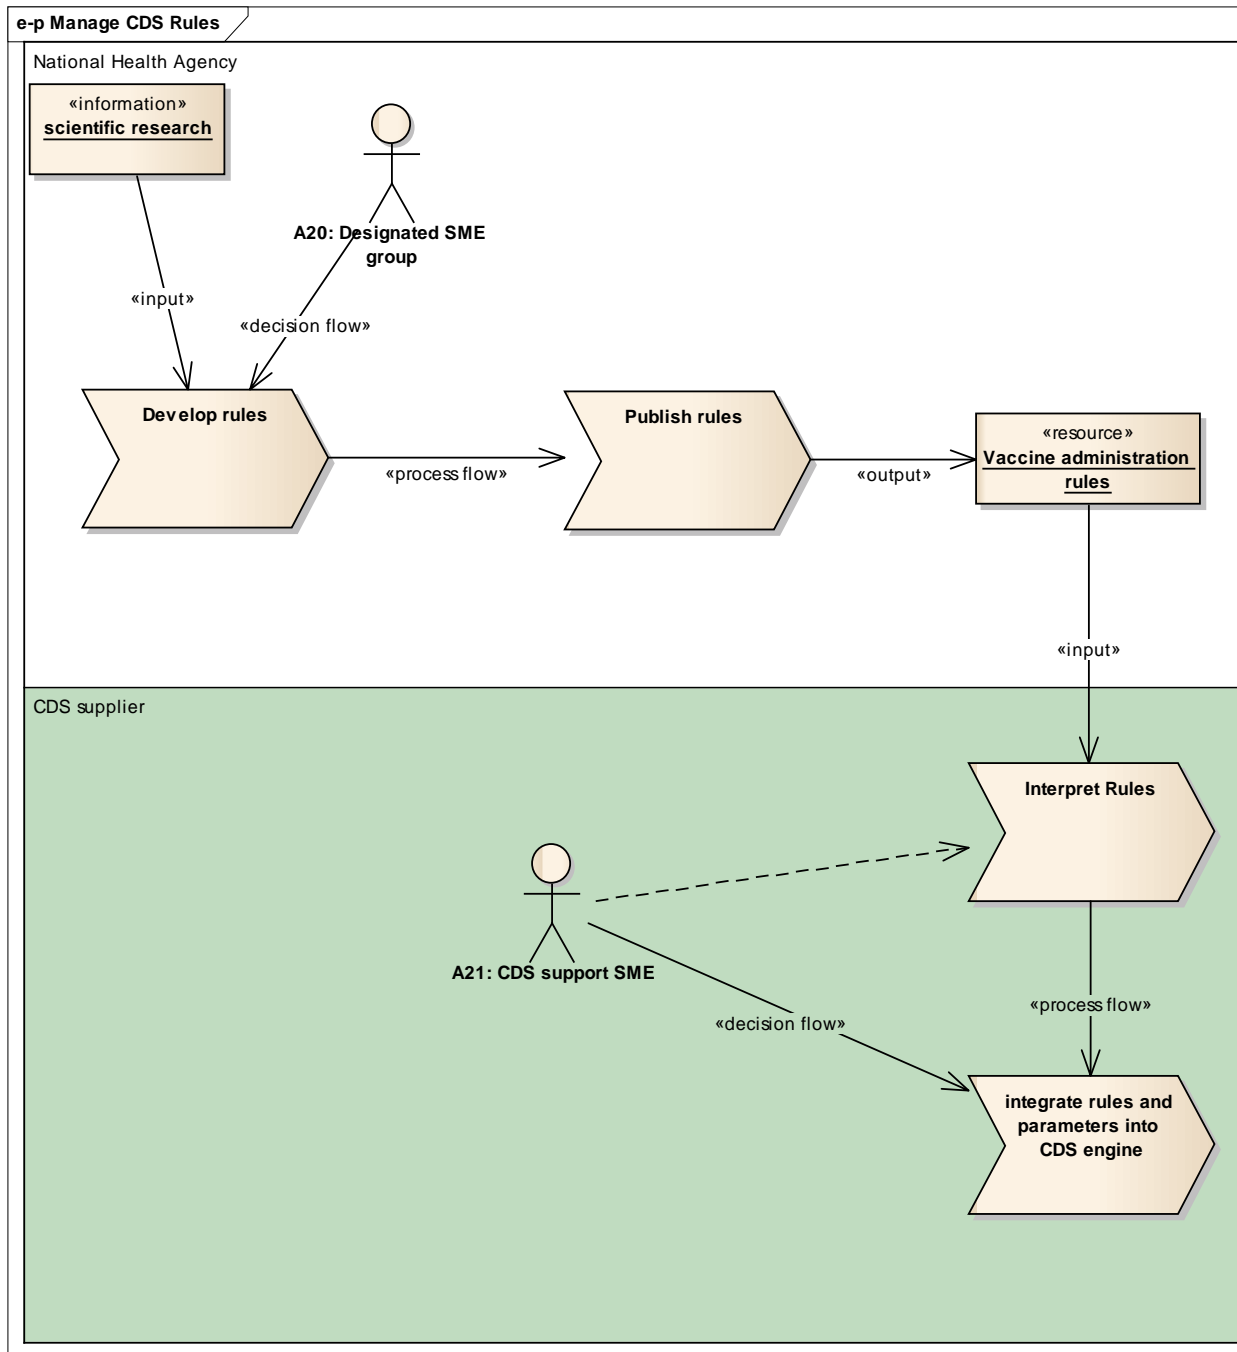 e-p Manage CDS Rules
National Health Agency
«information»
scientific research
A20: Designated SME
group
«input»
«decision flow»
Develop rules
Publish rules
«process flow»
«output»
«resource»
Vaccine administration
rules
«input»
CDS supplier
Interpret Rules
A21: CDS support SME
«process flow»
«decision flow»
integrate rules and
parameters into
CDS engine